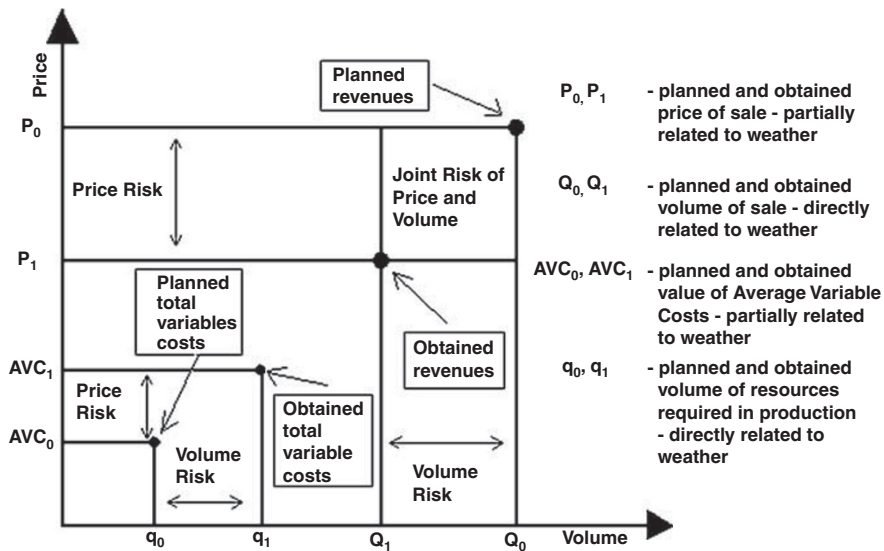 Price
Planned
revenues
P0
P0, P1 - planned and obtained
price of sale - partially
related to weather
Price Risk
Joint Risk of
Price and
Volume
Q0, Q1 - planned and obtained
volume of sale - directly
related to weather
P1
Planned
total
variables
costs
AVC0, AVC1 - planned and obtained
value of Average Variable
Costs - partially related
to weather
Obtained
revenues
AVC1
q0, q1 - planned and obtained
volume of resources
required in production
- directly related to
weather
Price
Risk
Obtained
total
variable
costs
AVC0
Volume
Risk
Volume
Risk
q0
q1
Q1
Q0
Volume